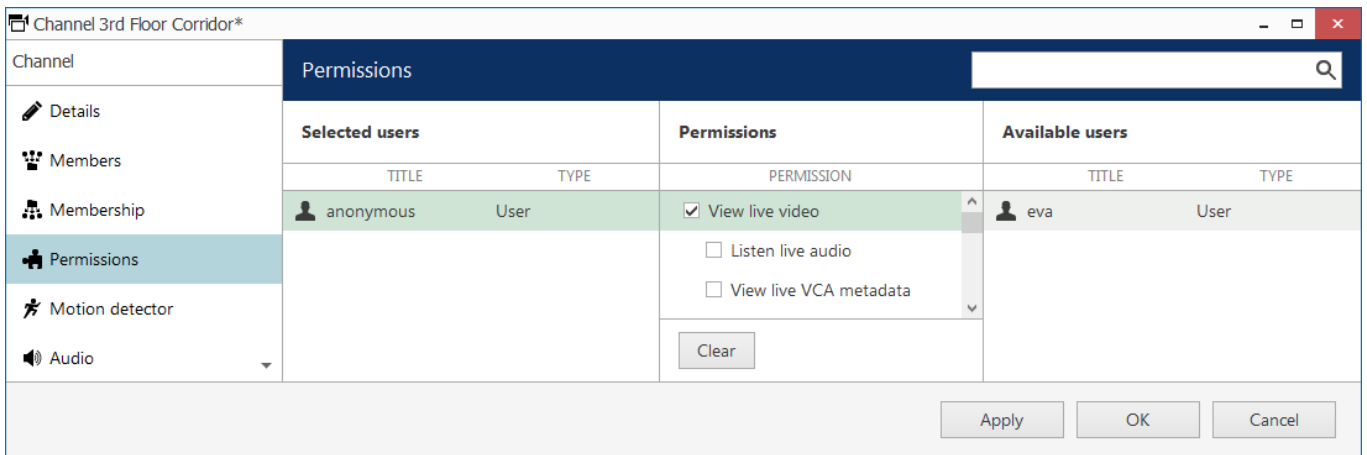 Channel 3rd Floor Corridor*
Channel
Details
Members
Membership
Permissions
Motion detector
Audio
Permissions
Selected users
TITLE TYPE
anonymous User
Permissions
PERMISSION
View live video
Listen live audio
View live VCA metadata
Clear
Available users
TITLE TYPE
eva User
Apply OK Cancel